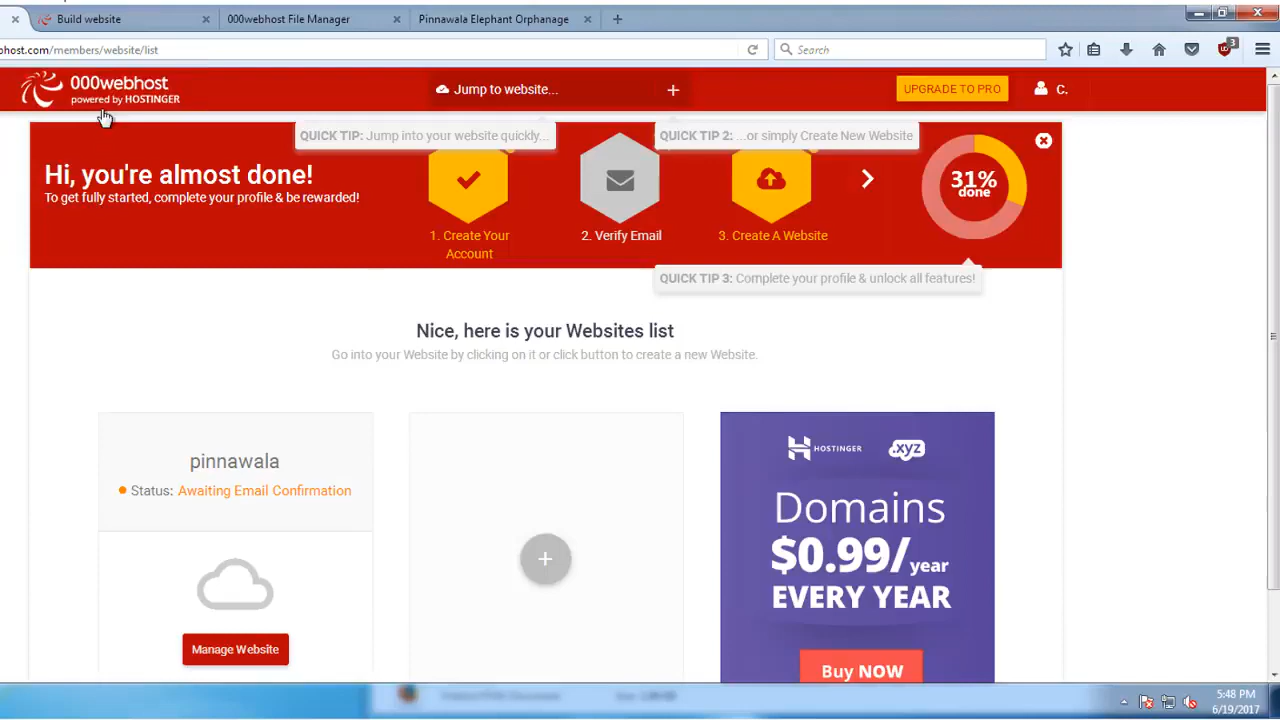 Build website
000webhost File Manager
Pinnawala Elephant Orphanage
host.com/members/website/list
Search
3
000webhost
powered by HOSTINGER
Jump to website...
UPGRADE TO PRO
C.
QUICK TIP: Jump into your website quickly...
QUICK TIP 2: ...or simply Create New Website
Hi, you're almost done!
To get fully started, complete your profile & be rewarded!
1. Create Your
Account
2. Verify Email
3. Create A Website
31%
done
QUICK TIP 3: Complete your profile & unlock all features!
Nice, here is your Websites list
Go into your Website by clicking on it or click button to create a new Website.
pinnawala
Status: Awaiting Email Confirmation
Manage Website
HOSTINGER
.xyz
Domains
$0.99/year
EVERY YEAR
Buy NOW
5:48 PM
6/19/2017